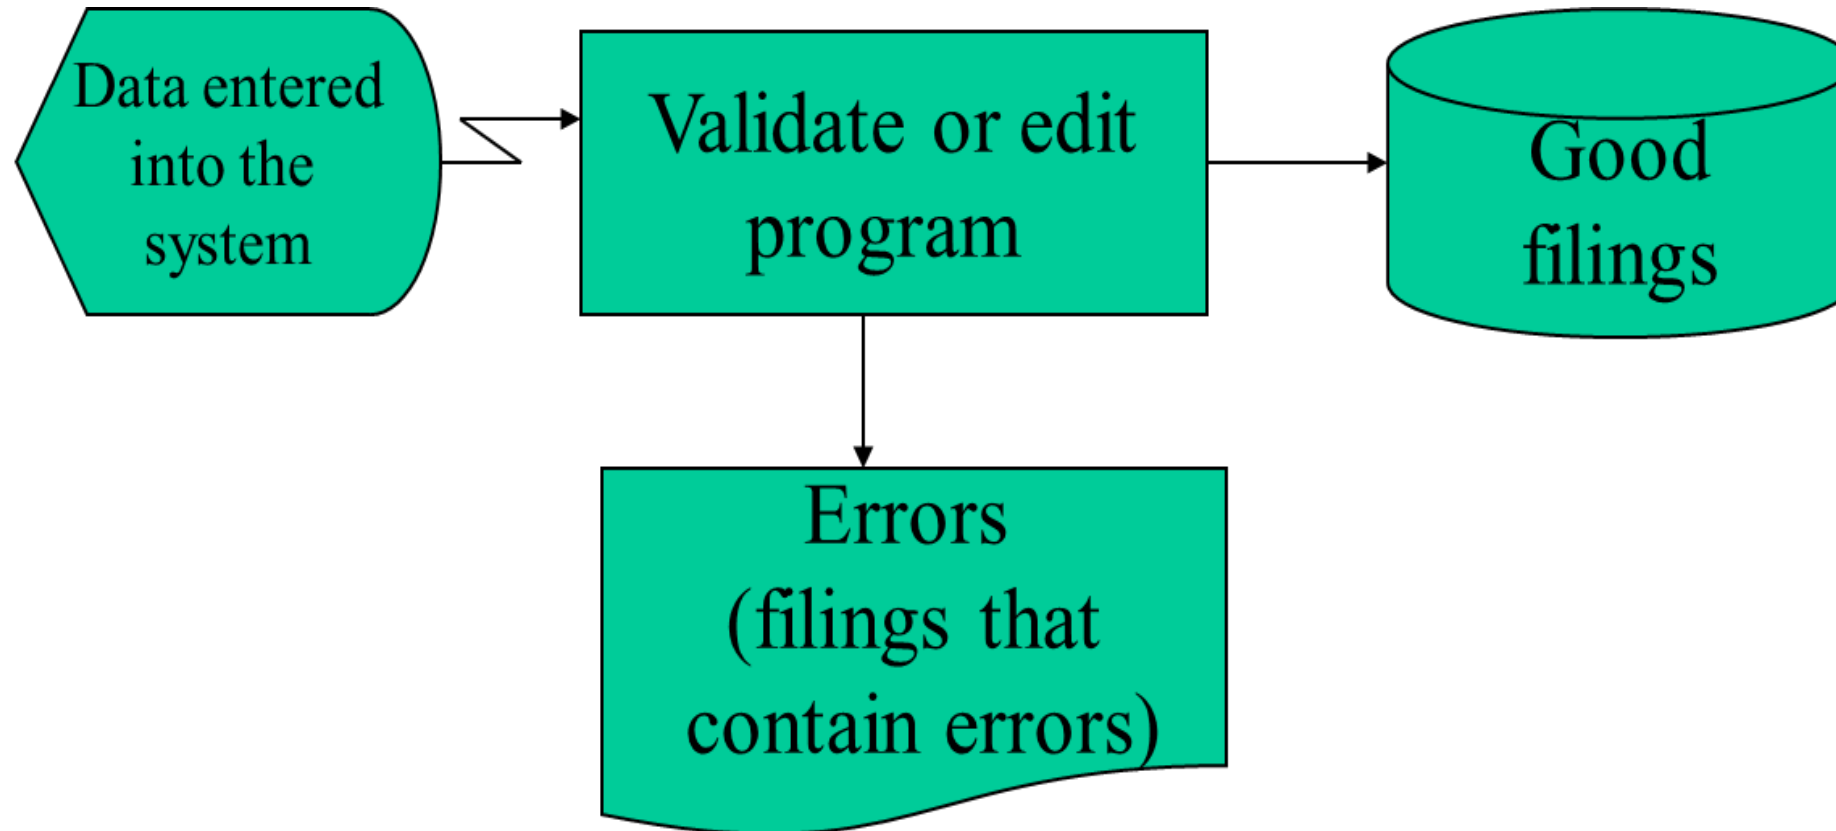 Data entered
into the
system
Validate or edit
program
Good
filings
Errors
(filings that
contain errors)